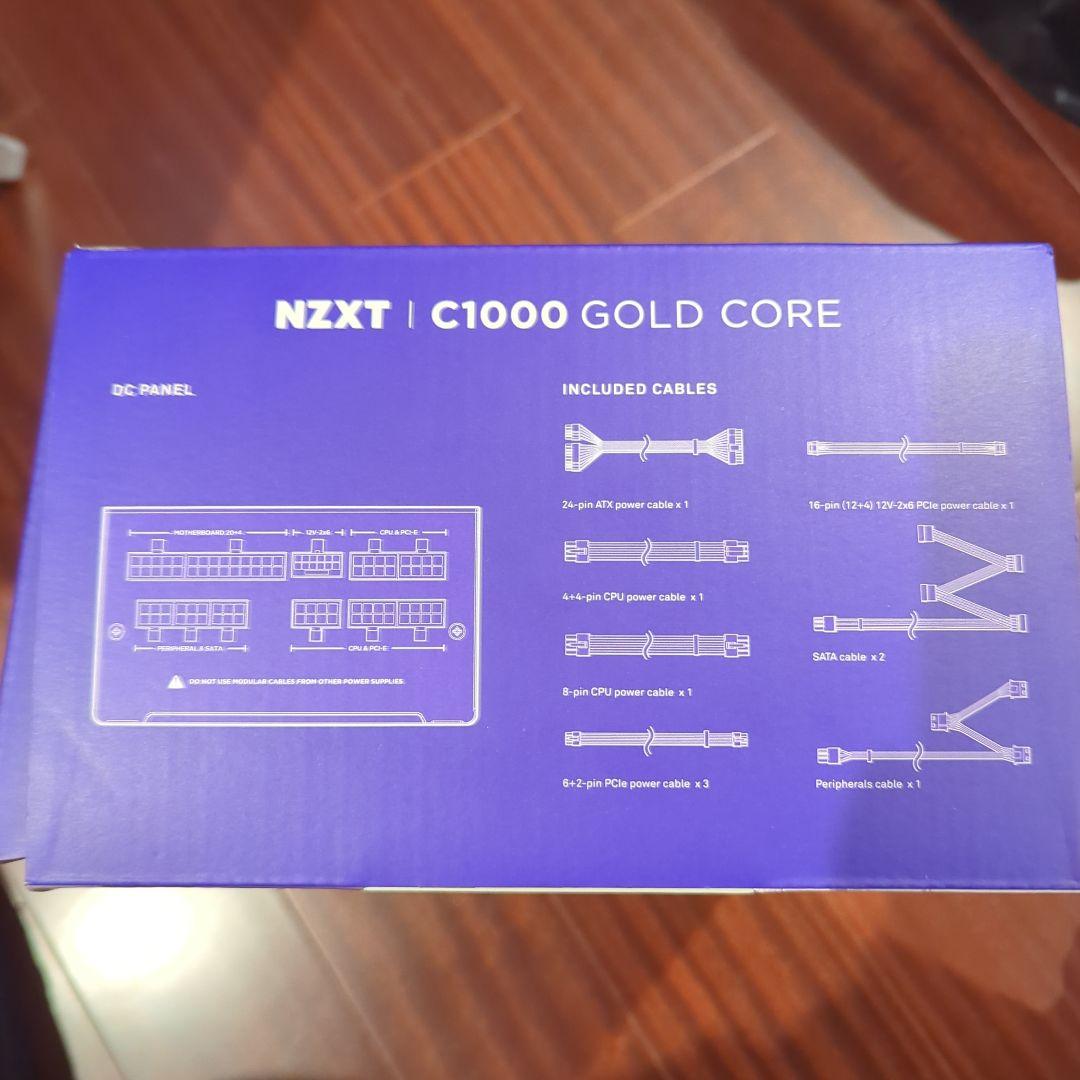 NZXT | C1000 GOLD CORE
DC PANEL
MOTHERBOARD 20+4
12V-2x6
CPU & PCI-E
PERIPHERAL & SATA
CPU & PCI-E
DO NOT USE MODULAR CABLES FROM OTHER POWER SUPPLIES
INCLUDED CABLES
24-pin ATX power cable x 1
4+4-pin CPU power cable x 1
8-pin CPU power cable x 1
6+2-pin PCIe power cable x 3
16-pin (12+4) 12V-2x6 PCIe power cable x 1
SATA cable x 2
Peripherals cable x 1